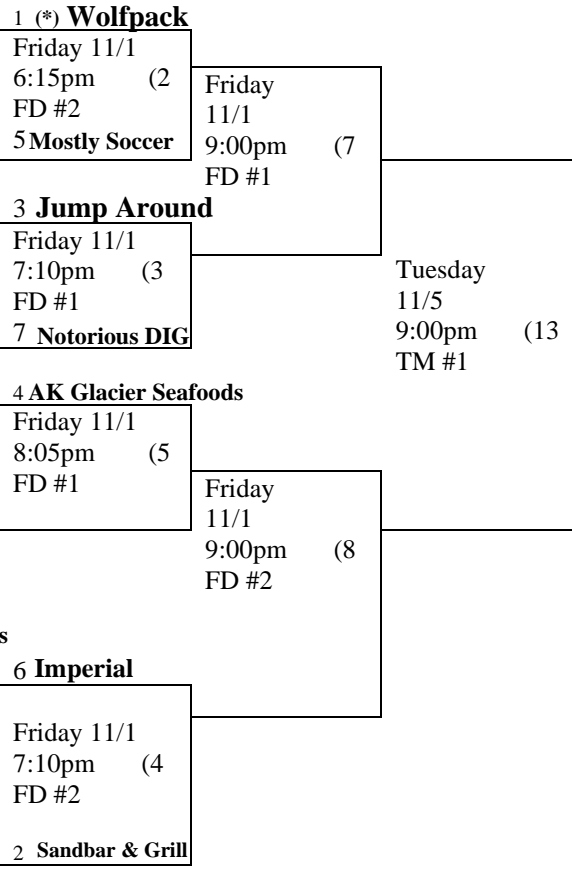 1 (*) Wolfpack
Friday 11/1
6:15pm (2
FD #2
5 Mostly Soccer
Friday
11/1
9:00pm (7
FD #1
3 Jump Around
Friday 11/1
7:10pm (3
FD #1
7 Notorious DIG
Tuesday
11/5
9:00pm (13
TM #1
4 AK Glacier Seafoods
Friday 11/1
8:05pm (5
FD #1
Friday
11/1
9:00pm (8
FD #2
s
6 Imperial
Friday 11/1
7:10pm (4
FD #2
2 Sandbar & Grill